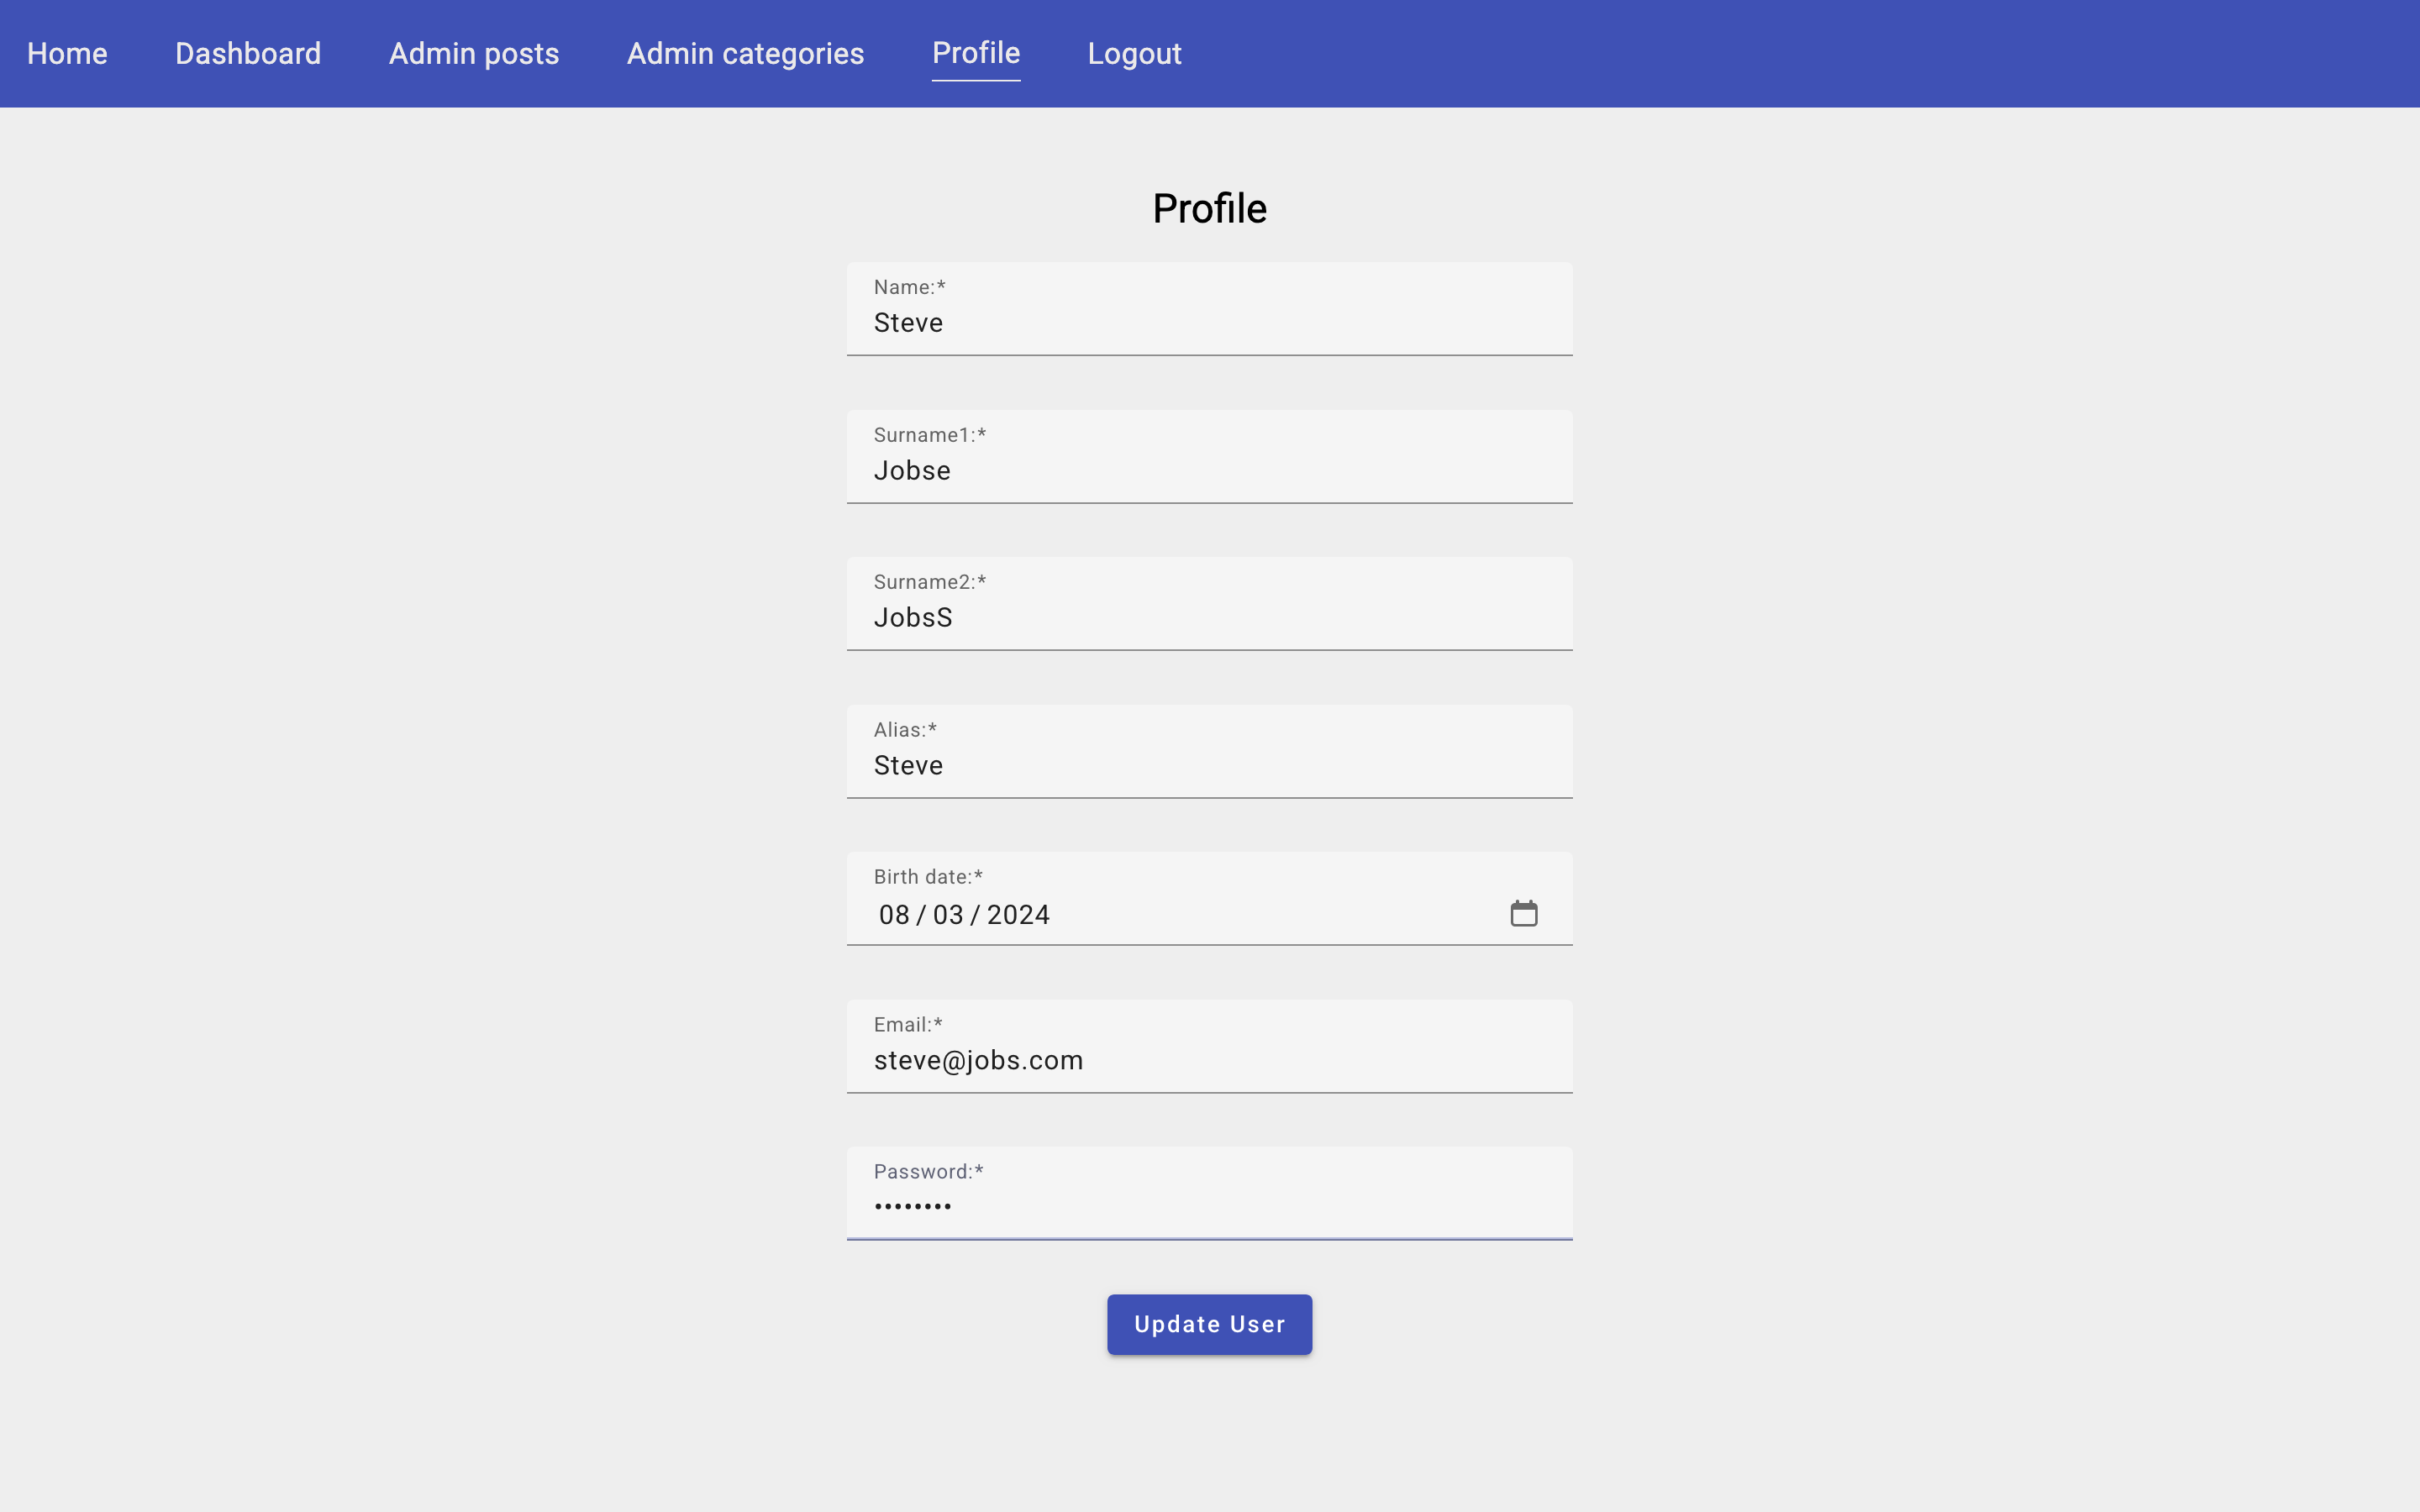 Home Dashboard Admin posts Admin categories Profile Logout
Profile
Name:*
Steve
Surname1:*
Jobse
Surname2:*
JobsS
Alias:*
Steve
Birth date:*
08 / 03 / 2024
Email:*
steve@jobs.com
Password:*
••••••••
Update User